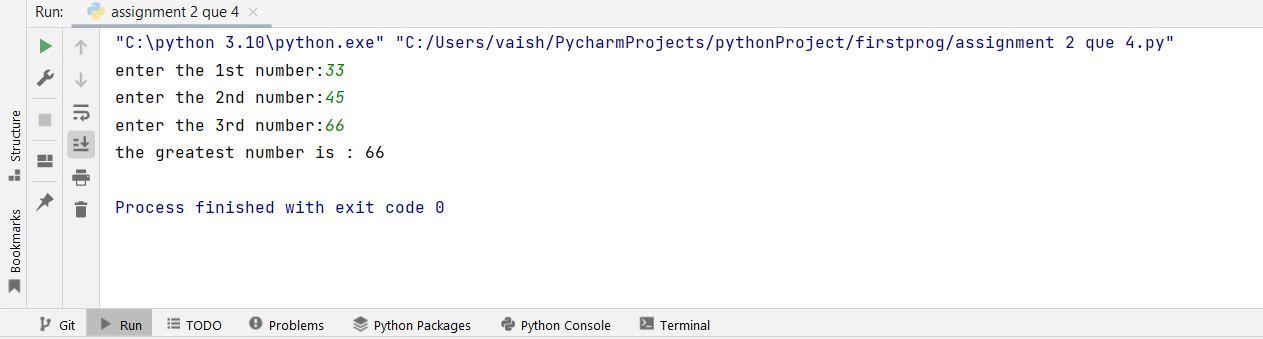 Run: assignment 2 que 4
"C:\python 3.10\python.exe" "C:/Users/vaish/PycharmProjects/pythonProject/firstprog/assignment 2 que 4.py"
enter the 1st number:33
enter the 2nd number:45
enter the 3rd number:66
the greatest number is : 66
Process finished with exit code 0
Structure
Bookmarks
Git Run TODO Problems Python Packages Python Console Terminal